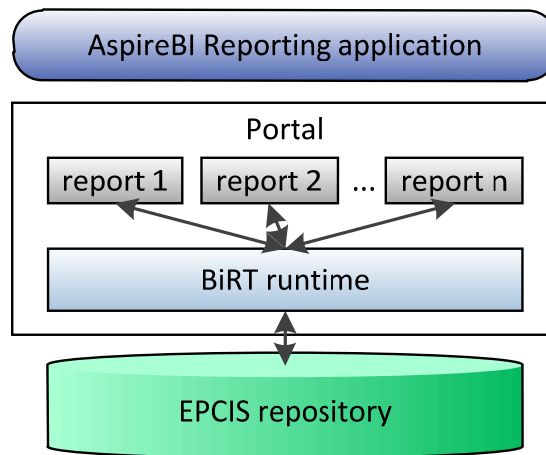 AspireBI Reporting application
Portal
report 1 report 2 ... report n
BiRT runtime
EPCIS repository